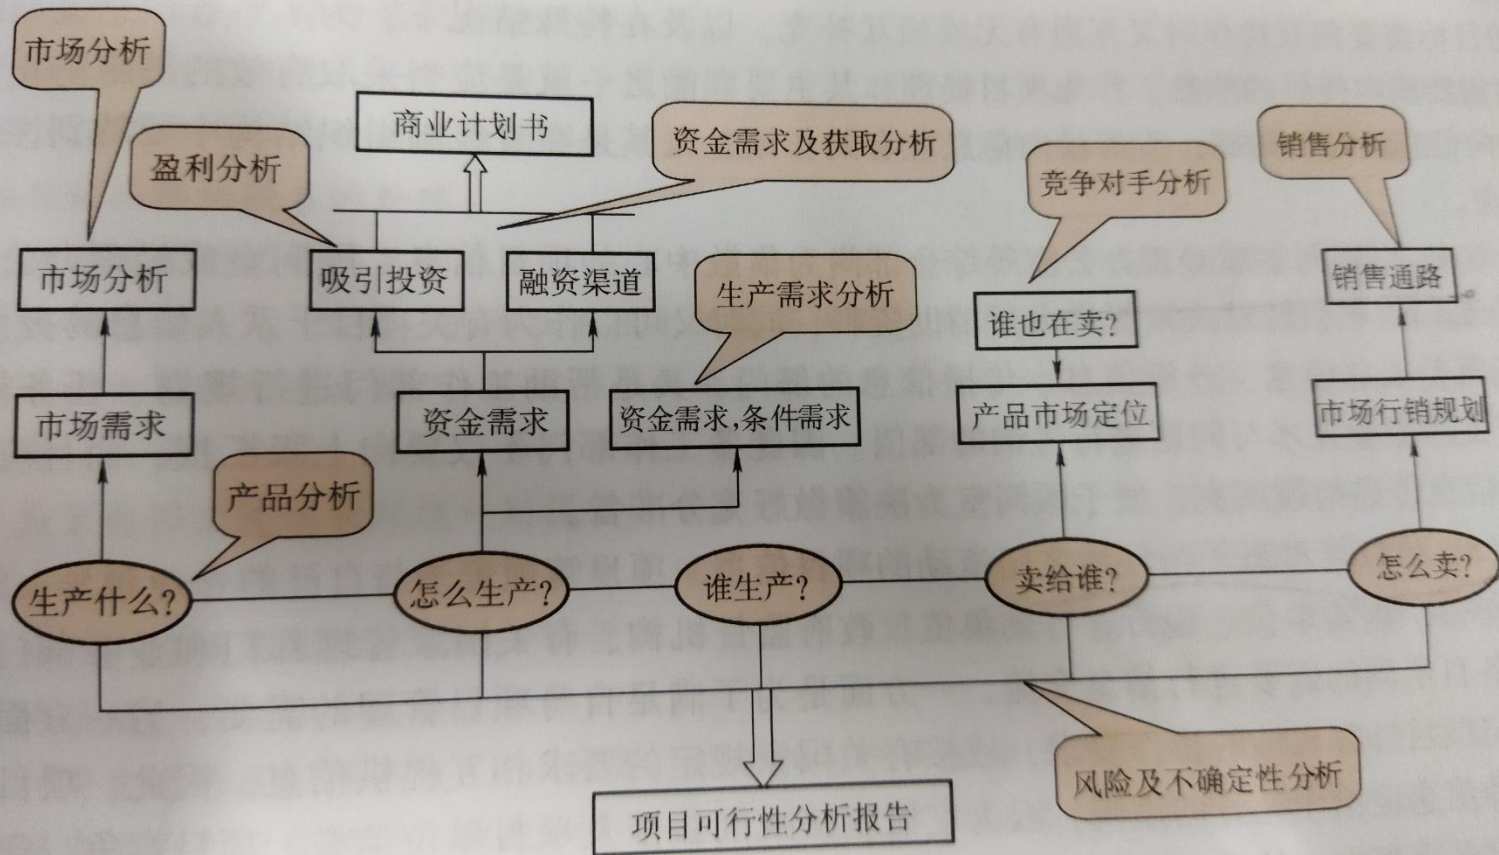 市场分析
商业计划书
盈利分析
资金需求及获取分析
竞争对手分析
销售分析
市场分析
吸引投资
融资渠道
生产需求分析
谁也在卖?
销售通路
市场需求
资金需求
资金需求,条件需求
产品市场定位
市场行销规划
产品分析
生产什么?
怎么生产?
谁生产?
卖给谁?
怎么卖?
风险及不确定性分析
项目可行性分析报告